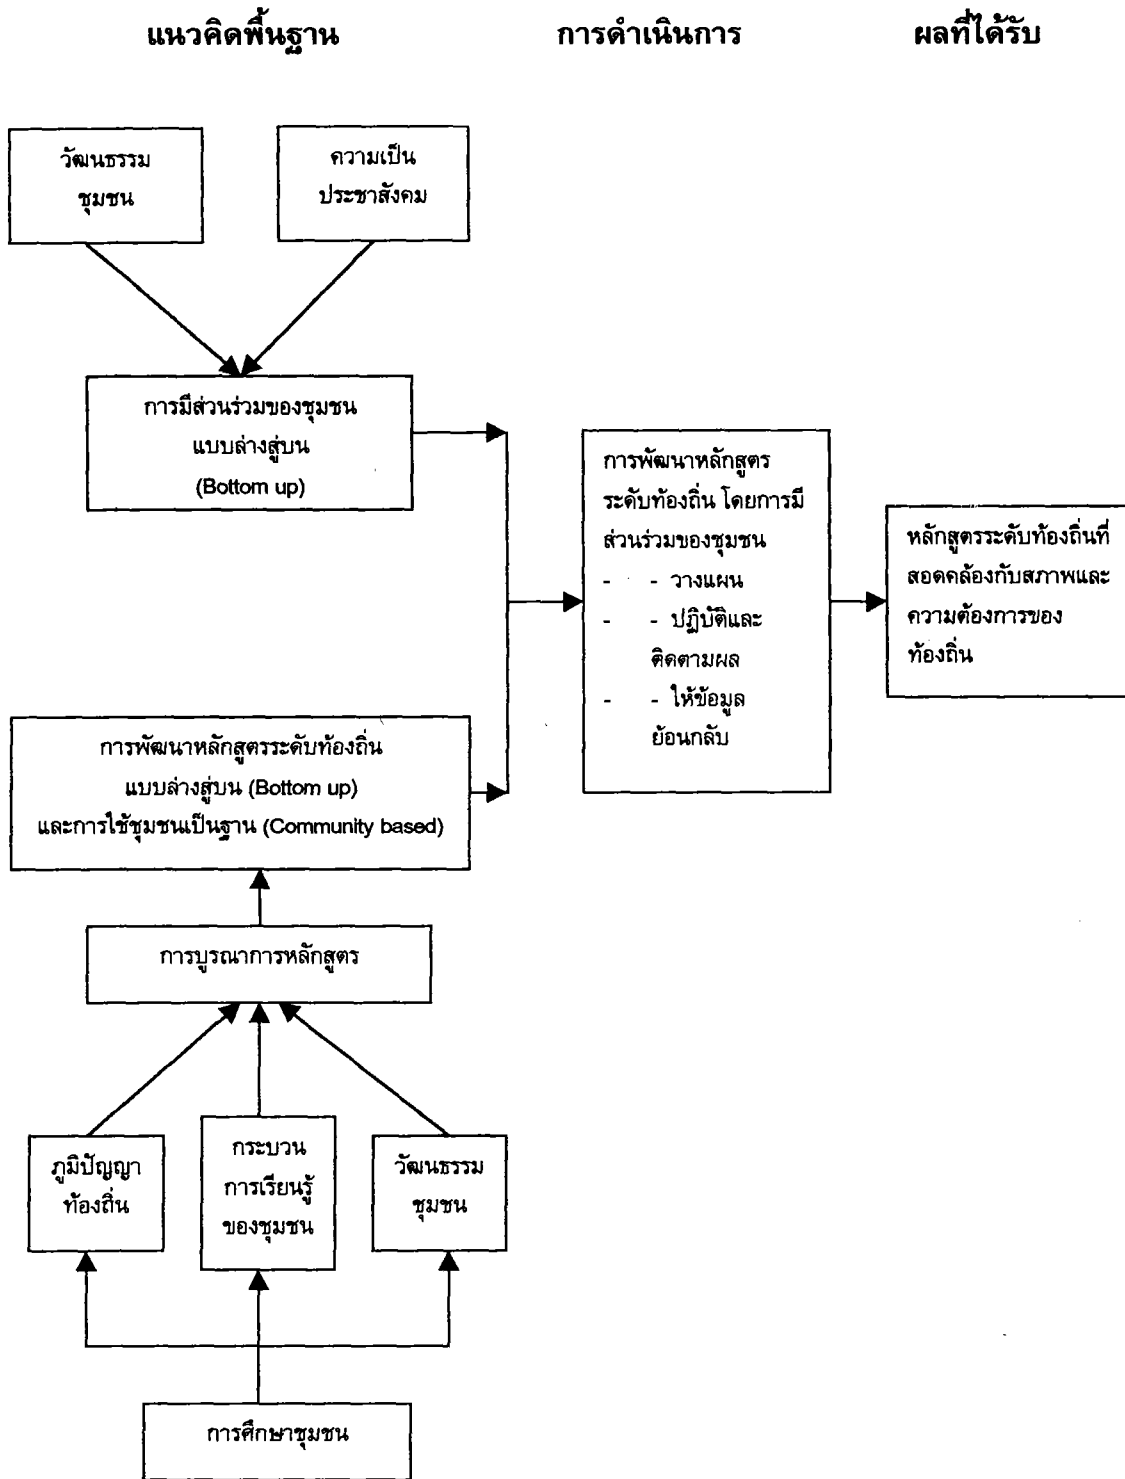 แนวคิดพื้นฐาน การดำเนินการ ผลที่ได้รับ
วัฒนธรรม
ชุมชน
ความเป็น
ประชาสังคม
การมีส่วนร่วมของชุมชน
แบบล่างสู่บน
(Bottom up)
การพัฒนาหลักสูตร
ระดับท้องถิ่น โดยการมี
ส่วนร่วมของชุมชน
- - วางแผน
- - ปฏิบัติและ
ติดตามผล
- - ให้ข้อมูล
ย้อนกลับ
หลักสูตรระดับท้องถิ่นที่
สอดคล้องกับสภาพและ
ความต้องการของ
ท้องถิ่น
การพัฒนาหลักสูตรระดับท้องถิ่น
แบบล่างสู่บน (Bottom up)
และการใช้ชุมชนเป็นฐาน (Community based)
การบูรณาการหลักสูตร
ภูมิปัญญา
ท้องถิ่น
กระบวน
การเรียนรู้
ของชุมชน
วัฒนธรรม
ชุมชน
การศึกษาชุมชน